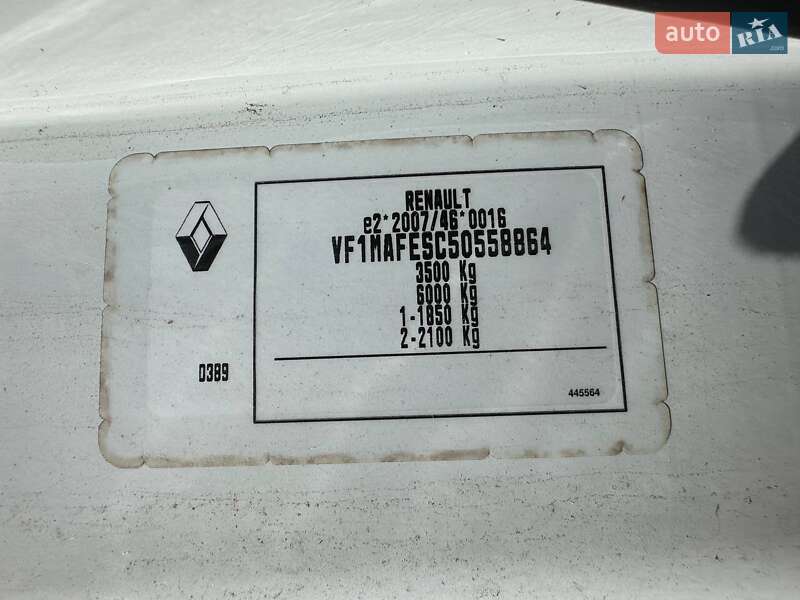 auto RIA
.com
RENAULT
e2*2007/46*0016
VF1MAFESC50558864
3500 Kg
6000 Kg
1-1850 Kg
2-2100 Kg
D389
445564